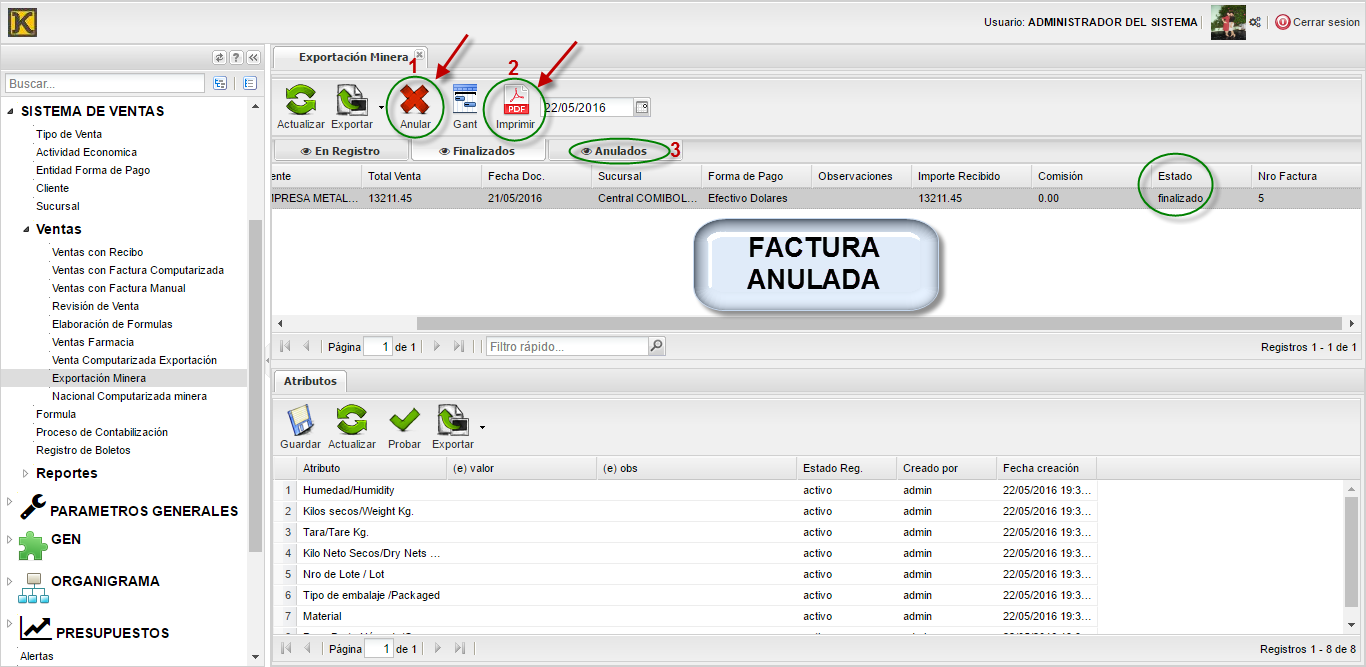 K
Usuario: ADMINISTRADOR DEL SISTEMA
Cerrar sesion
Buscar...
SISTEMA DE VENTAS
Tipo de Venta
Actividad Economica
Entidad Forma de Pago
Cliente
Sucursal
Ventas
Ventas con Recibo
Ventas con Factura Computarizada
Ventas con Factura Manual
Revisión de Venta
Elaboración de Formulas
Ventas Farmacia
Venta Computarizada Exportación
Exportación Minera
Nacional Computarizada minera
Formula
Proceso de Contabilización
Registro de Boletos
Reportes
PARAMETROS GENERALES
GEN
ORGANIGRAMA
PRESUPUESTOS
Alertas
Exportación Minera
1 2
PDF
22/05/2016
Actualizar Exportar Anular Gant Imprimir
En Registro Finalizados Anulados 3
ente Total Venta Fecha Doc. Sucursal Forma de Pago Observaciones Importe Recibido Comisión Estado Nro Factura
MPRESA METAL... 13211.45 21/05/2016 Central COMIBOL... Efectivo Dolares 13211.45 0.00 finalizado 5
FACTURA
ANULADA
Página 1 de 1 Filtro rápido... Registros 1 - 1 de 1
Atributos
Guardar Actualizar Probar Exportar
Atributo (e) valor (e) obs Estado Reg. Creado por Fecha creación
1 Humedad/Humidity activo admin 22/05/2016 19:3...
2 Kilos secos/Weight Kg. activo admin 22/05/2016 19:3...
3 Tara/Tare Kg. activo admin 22/05/2016 19:3...
4 Kilo Neto Secos/Dry Nets ... activo admin 22/05/2016 19:3...
5 Nro de Lote / Lot activo admin 22/05/2016 19:3...
6 Tipo de embalaje /Packaged activo admin 22/05/2016 19:3...
7 Material activo admin 22/05/2016 19:3...
Página 1 de 1 Registros 1 - 8 de 8